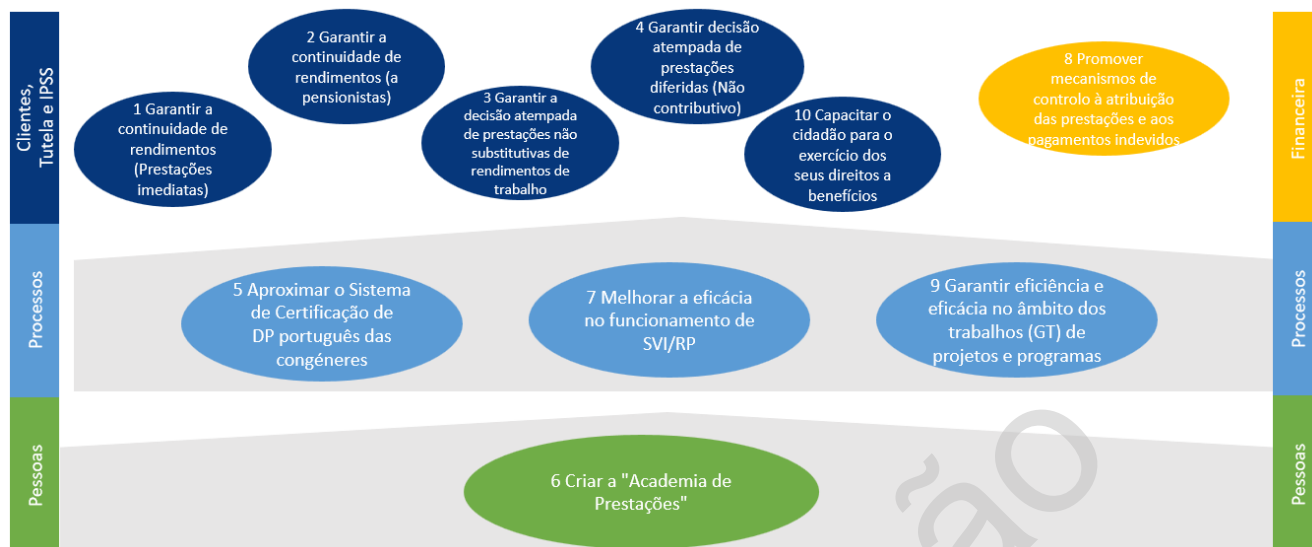 Clientes,
Tutela e IPSS
1 Garantir a
continuidade de
rendimentos
(Prestações
imediatas)
2 Garantir a
continuidade de
rendimentos (a
pensionistas)
3 Garantir a
decisão atempada
de prestações não
substitutivas de
rendimentos de
trabalho
4 Garantir decisão
atempada de
prestações
diferidas (Não
contributivo)
10 Capacitar o
cidadão para o
exercício dos
seus direitos a
benefícios
8 Promover
mecanismos de
controlo à atribuição
das prestações e aos
pagamentos indevidos
Financeira
Processos
5 Aproximar o Sistema
de Certificação de
DP português das
congéneres
7 Melhorar a eficácia
no funcionamento de
SVI/RP
9 Garantir eficiência e
eficácia no âmbito dos
trabalhos (GT) de
projetos e programas
Processos
Pessoas
6 Criar a "Academia de
Prestações"
Pessoas
ão